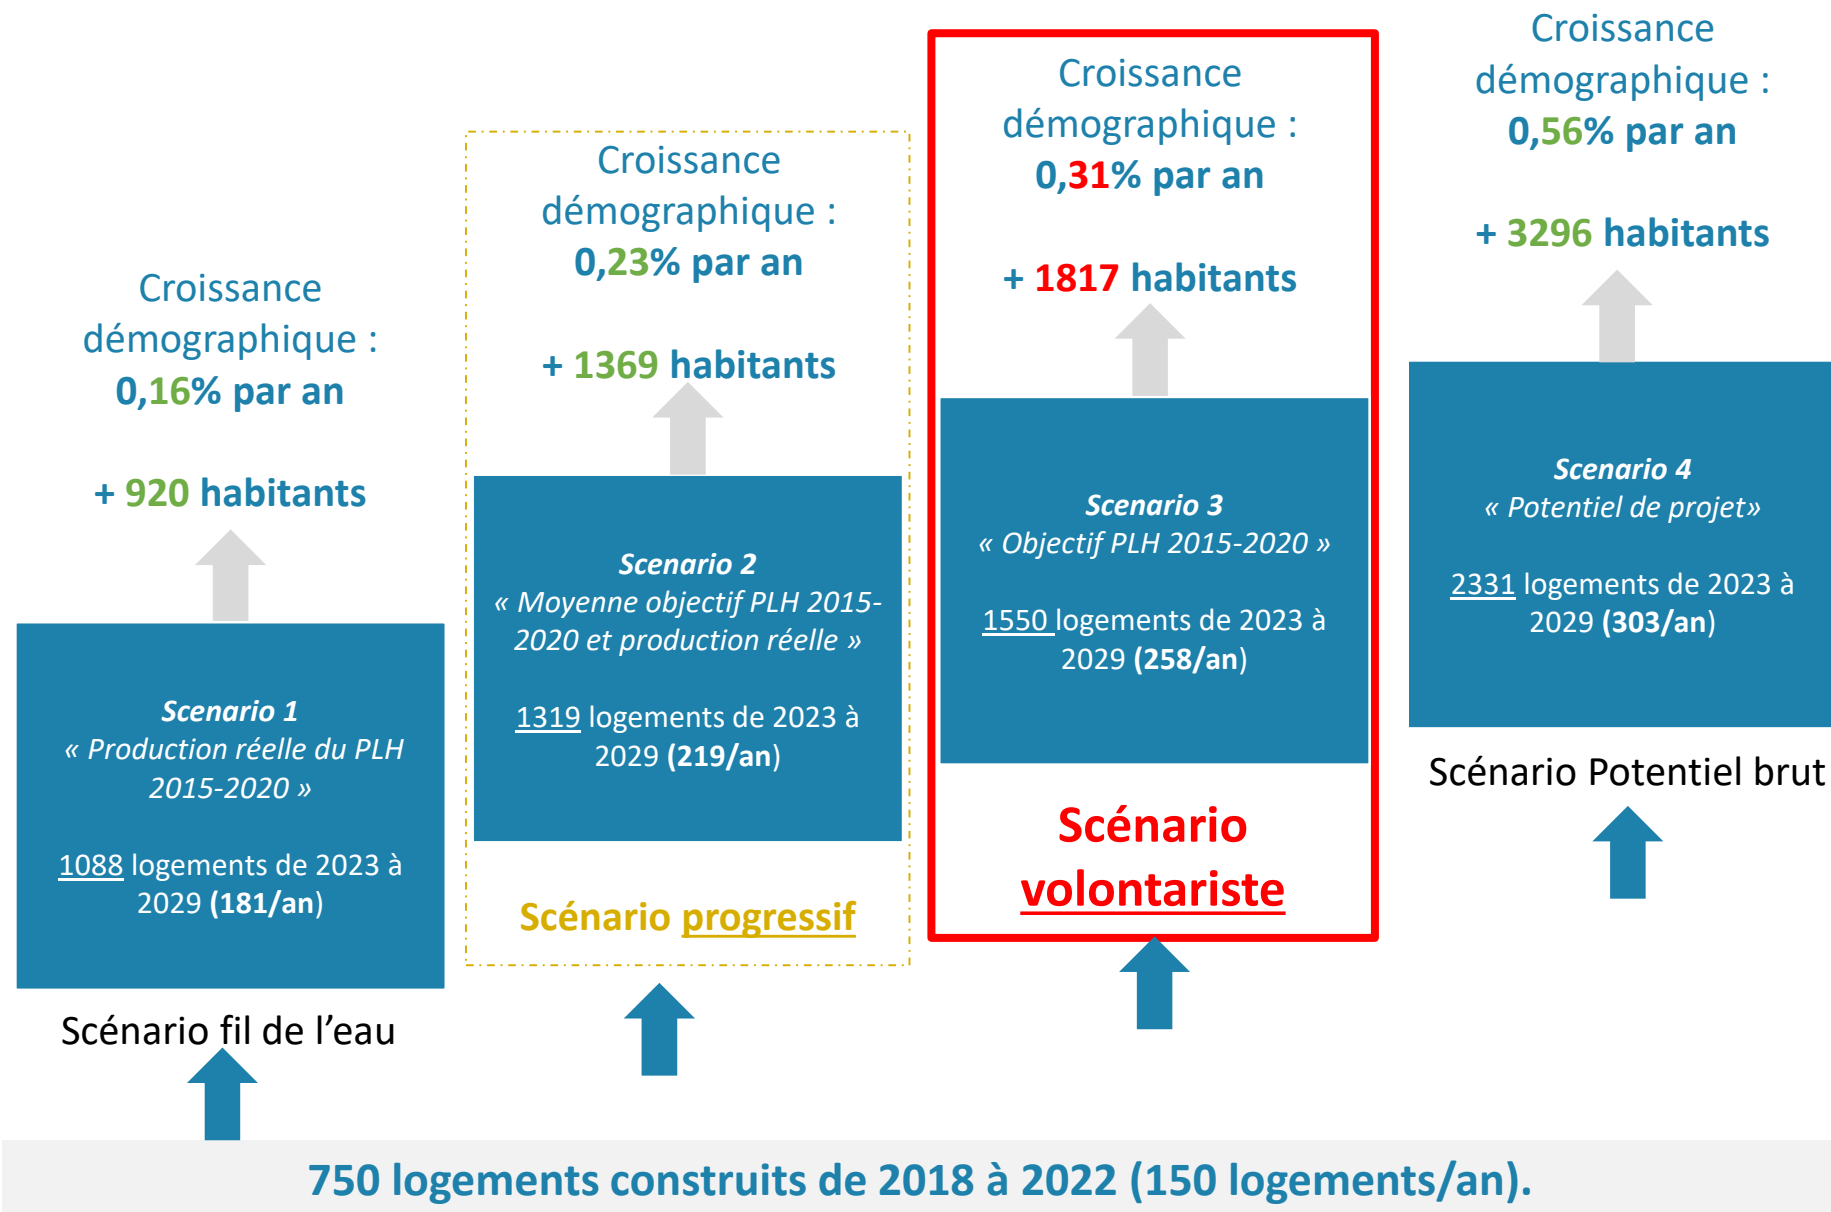 Croissance
démographique :
0,16% par an
+ 920 habitants
Scenario 1
« Production réelle du PLH
2015-2020 »
1088 logements de 2023 à
2029 (181/an)
Scénario fil de l’eau
Croissance
démographique :
0,23% par an
+ 1369 habitants
Scenario 2
« Moyenne objectif PLH 2015-
2020 et production réelle »
1319 logements de 2023 à
2029 (219/an)
Scénario progressif
Croissance
démographique :
0,31% par an
+ 1817 habitants
Scenario 3
« Objectif PLH 2015-2020 »
1550 logements de 2023 à
2029 (258/an)
Scénario
volontariste
Croissance
démographique :
0,56% par an
+ 3296 habitants
Scenario 4
« Potentiel de projet»
2331 logements de 2023 à
2029 (303/an)
Scénario Potentiel brut
750 logements construits de 2018 à 2022 (150 logements/an).